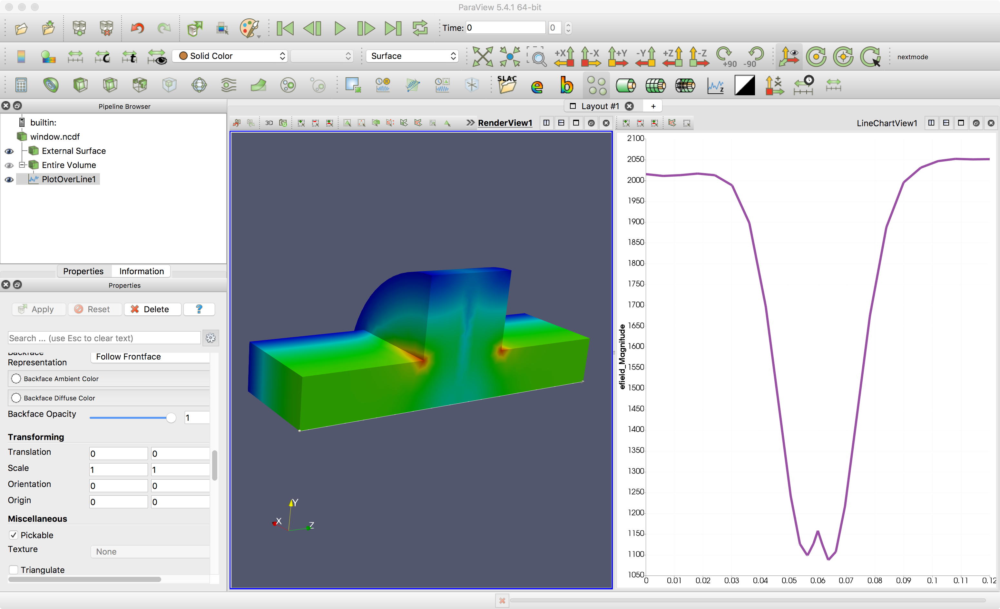 ParaView 5.4.1 64-bit
Time: 0
0
C
t
Solid Color
Surface
+X
-X
+Y
-Y
+Z
-Z
+90
-90
nextmode
SLAC
e
b
z
Pipeline Browser
Layout #1
+
builtin:
window.ncdf
External Surface
Entire Volume
PlotOverLine1
3D
RenderView1
LineChartView1
Properties
Information
Properties
Apply
Reset
Delete
?
Search ... (use Esc to clear text)
Backface
Representation
Follow Frontface
Backface Ambient Color
Backface Diffuse Color
Backface Opacity
1
Transforming
Translation
0
0
Scale
1
1
Orientation
0
0
Origin
0
0
Miscellaneous
Pickable
Texture
None
Triangulate
Y
X
Z
efield_Magnitude
2100
2050
2000
1950
1900
1850
1800
1750
1700
1650
1600
1550
1500
1450
1400
1350
1300
1250
1200
1150
1100
1050
0
0.01
0.02
0.03
0.04
0.05
0.06
0.07
0.08
0.09
0.1
0.11
0.12